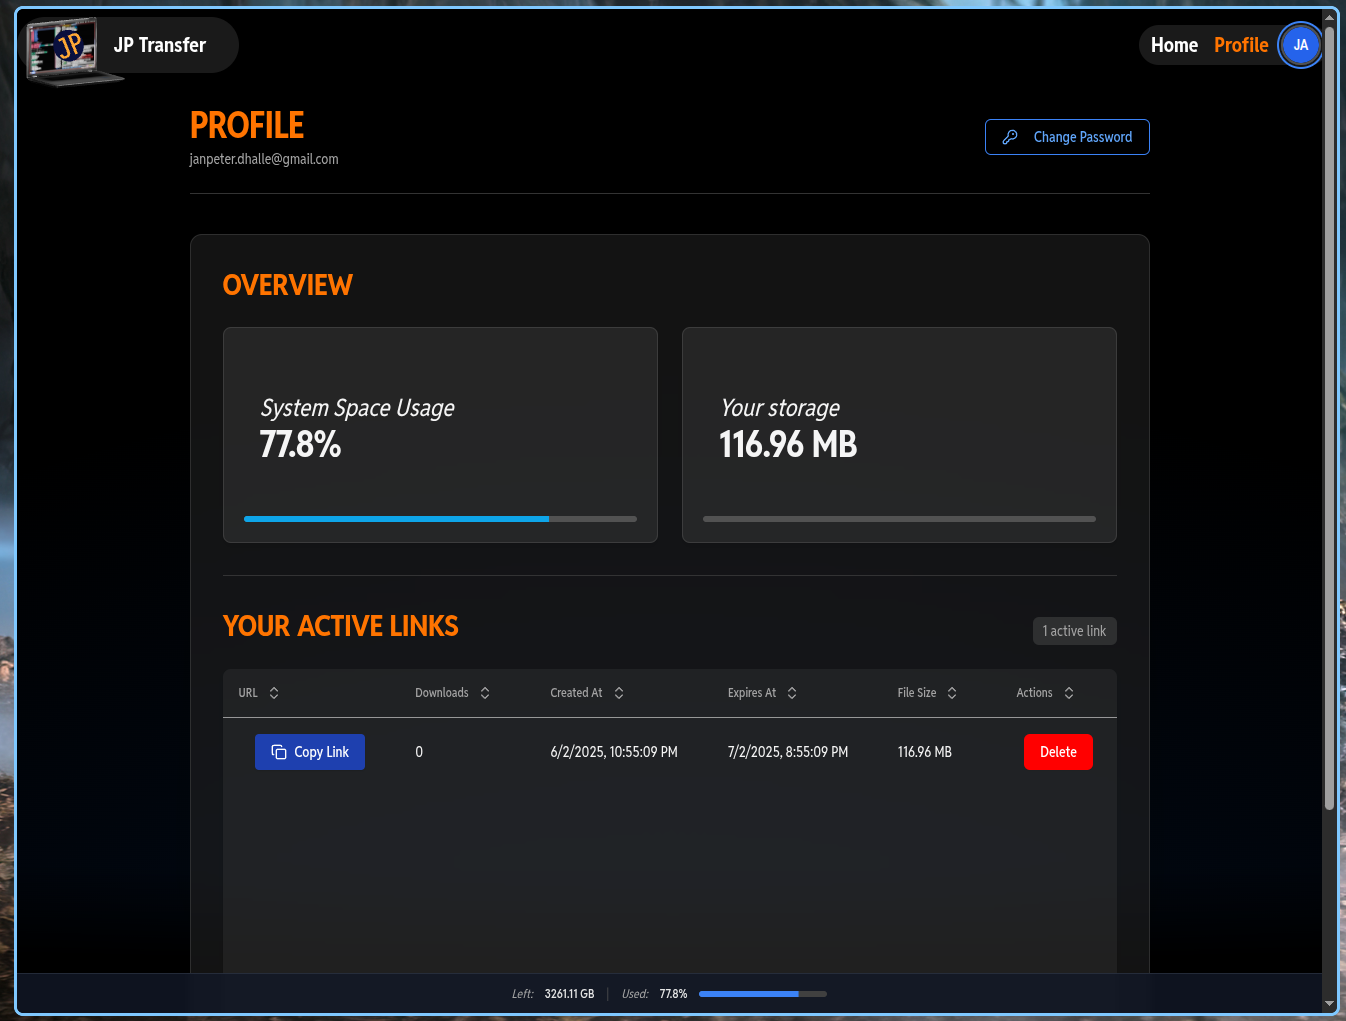 JP
JP Transfer
Home Profile JA
PROFILE
janpeter.dhalle@gmail.com
Change Password
OVERVIEW
System Space Usage
77.8%
Your storage
116.96 MB
YOUR ACTIVE LINKS
1 active link
URL Downloads Created At Expires At File Size Actions
Copy Link 0 6/2/2025, 10:55:09 PM 7/2/2025, 8:55:09 PM 116.96 MB Delete
Left: 3261.11 GB | Used: 77.8%